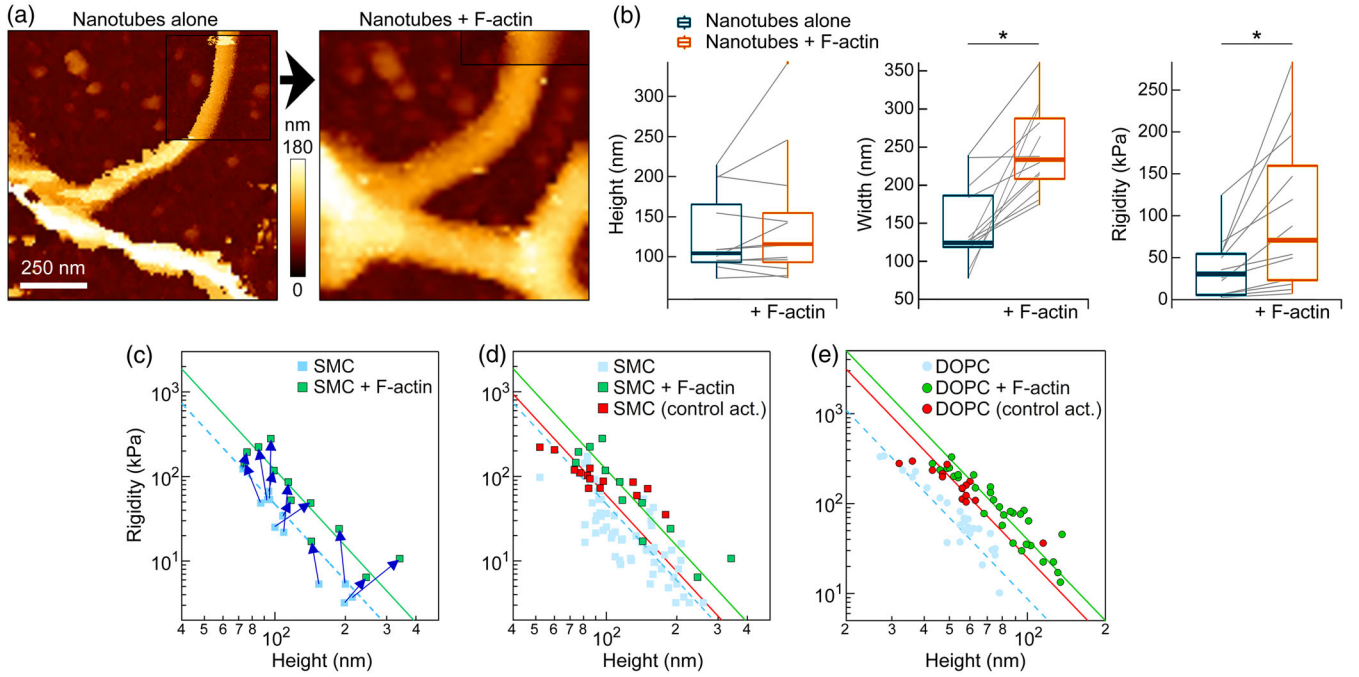 (a) Nanotubes alone Nanotubes + F-actin
nm
180
0
250 nm
(b) Nanotubes alone
Nanotubes + F-actin
Height (nm)
300
250
200
150
100
+ F-actin
*
Width (nm)
350
300
250
200
150
100
50
+ F-actin
*
Rigidity (kPa)
250
200
150
100
50
0
+ F-actin
(c)
SMC
SMC + F-actin
Rigidity (kPa)
10³
10²
10¹
4 5 6 7 8 10² 2 3 4
Height (nm)
(d)
SMC
SMC + F-actin
SMC (control act.)
10³
10²
10¹
4 5 6 7 8 10² 2 3 4
Height (nm)
(e)
DOPC
DOPC + F-actin
DOPC (control act.)
10³
10²
10¹
2 3 4 5 6 7 8 10² 2
Height (nm)